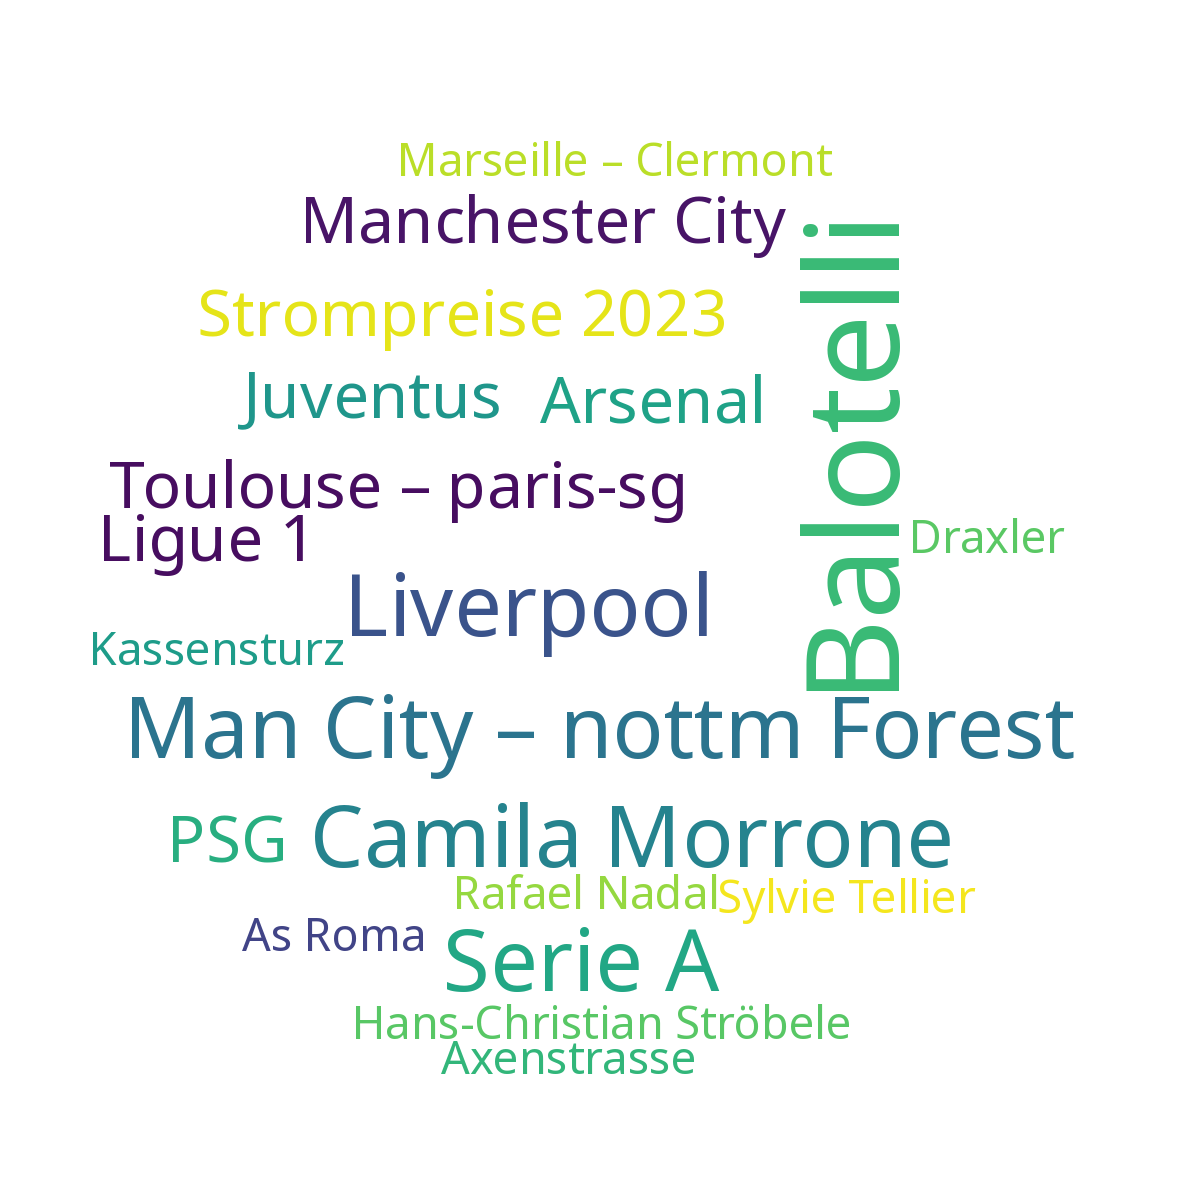 Marseille – Clermont
Manchester City
Balotelli
Strompreise 2023
Juventus
Arsenal
Toulouse – paris-sg
Ligue 1
Draxler
Liverpool
Kassensturz
Man City – nottm Forest
PSG
Camila Morrone
Rafael Nadal
Sylvie Tellier
As Roma
Serie A
Hans-Christian Ströbele
Axenstrasse